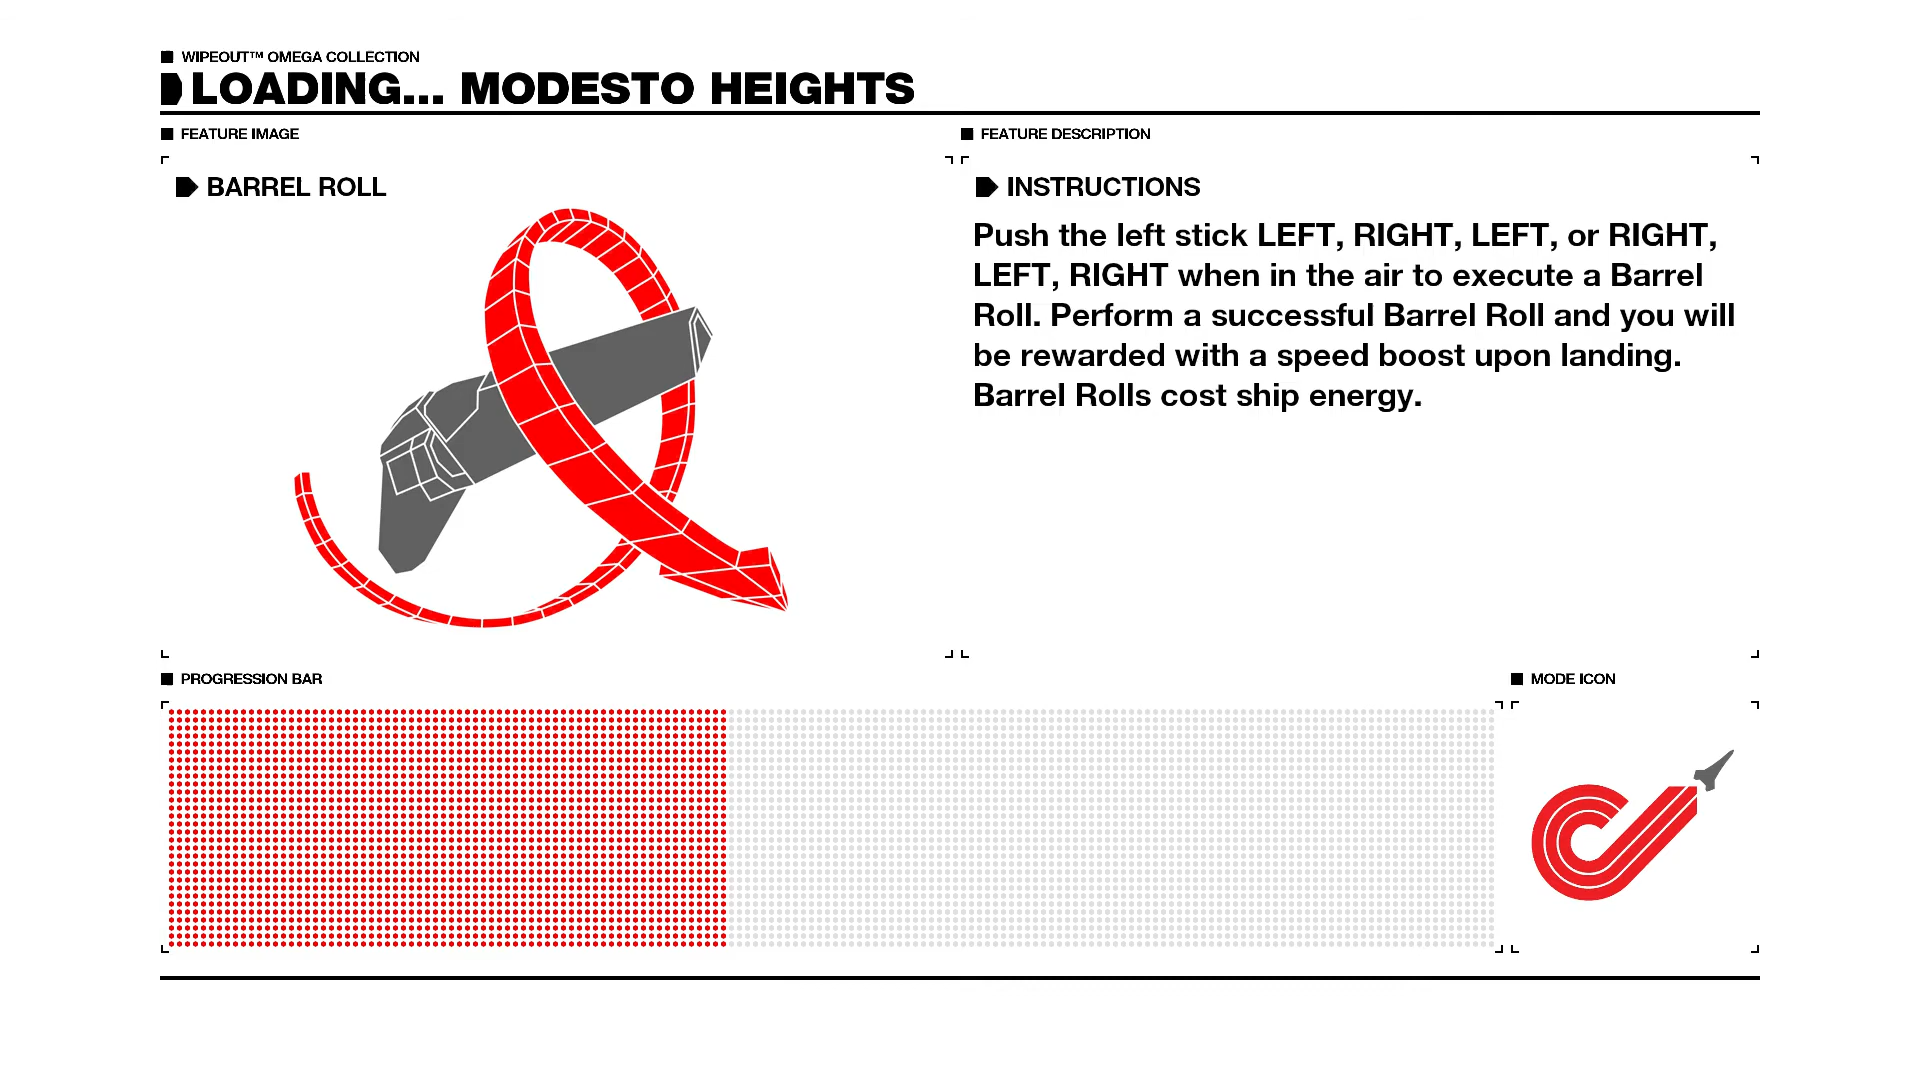 WIPEOUT™ OMEGA COLLECTION
LOADING... MODESTO HEIGHTS
FEATURE IMAGE
BARREL ROLL
FEATURE DESCRIPTION
INSTRUCTIONS
Push the left stick LEFT, RIGHT, LEFT, or RIGHT,
LEFT, RIGHT when in the air to execute a Barrel
Roll. Perform a successful Barrel Roll and you will
be rewarded with a speed boost upon landing.
Barrel Rolls cost ship energy.
PROGRESSION BAR
MODE ICON